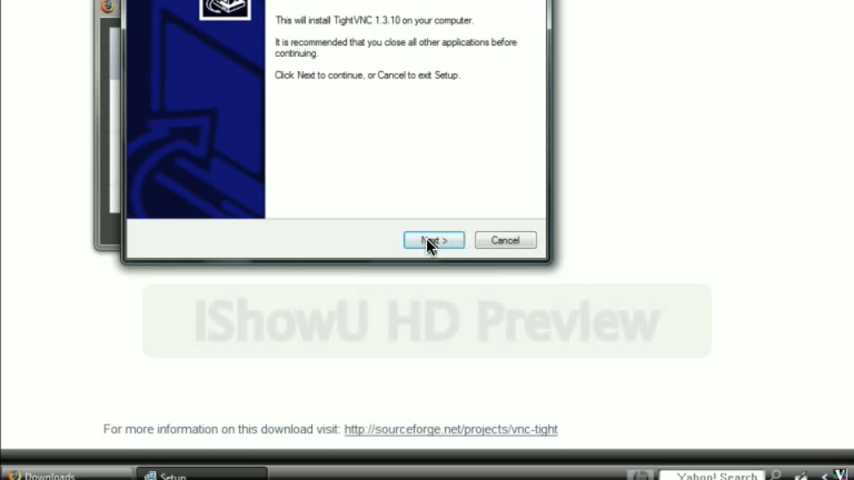 This will install TightVNC 1.3.10 on your computer.
It is recommended that you close all other applications before
continuing.
Click Next to continue, or Cancel to exit Setup.
Next >
Cancel
IShowU HD Preview
For more information on this download visit: http://sourceforge.net/projects/vnc-tight
Downloads
Setup
Yahoo! Search